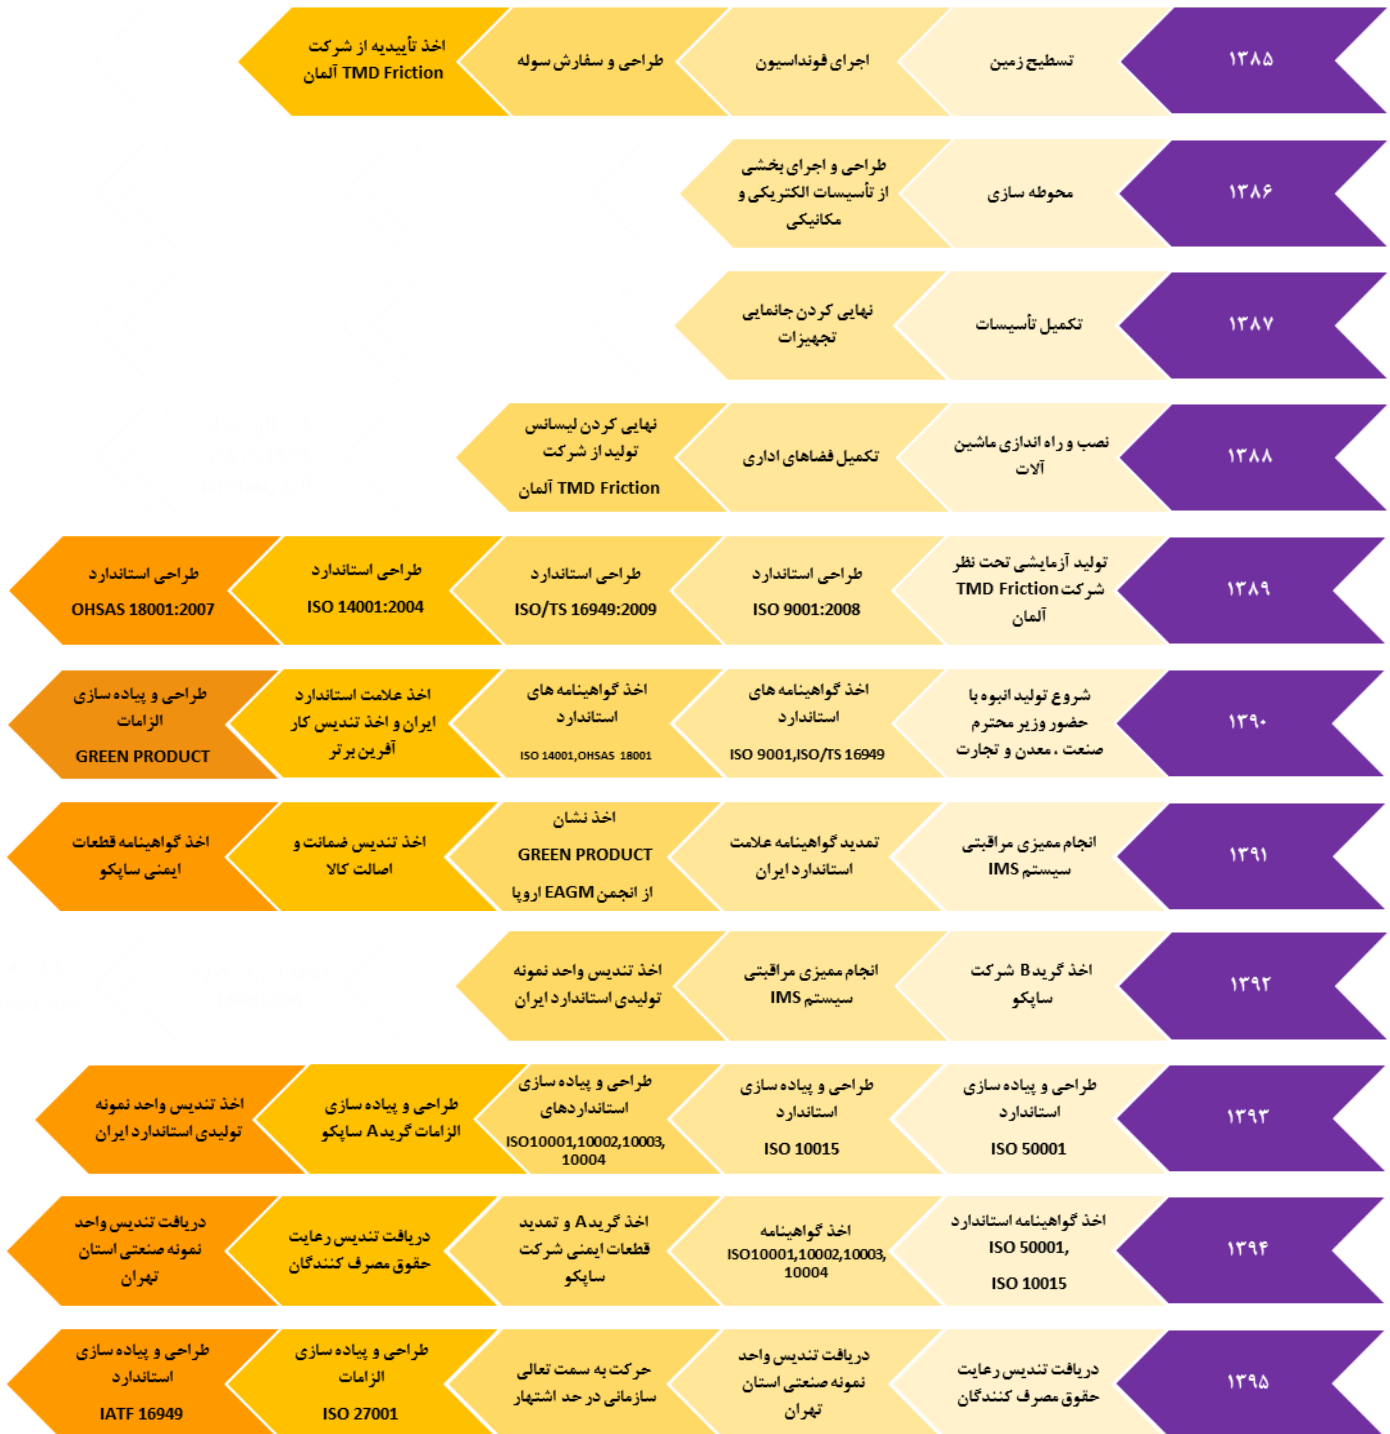 ۱۳۸۵
تسطیح زمین
اجرای فونداسیون
طراحی و سفارش سوله
اخذ تأییدیه از شرکت
TMD Friction آلمان
۱۳۸۶
محوطه سازی
طراحی و اجرای بخشی
از تأسیسات الکتریکی و
مکانیکی
۱۳۸۷
تکمیل تأسیسات
نهایی کردن جانمایی
تجهیزات
۱۳۸۸
نصب و راه اندازی ماشین
آلات
تکمیل فضاهای اداری
نهایی کردن لیسانس
تولید از شرکت
TMD Friction آلمان
۱۳۸۹
تولید آزمایشی تحت نظر
شرکت TMD Friction
آلمان
طراحی استاندارد
ISO 9001:2008
طراحی استاندارد
ISO/TS 16949:2009
طراحی استاندارد
ISO 14001:2004
طراحی استاندارد
OHSAS 18001:2007
۱۳۹۰
شروع تولید انبوه با
حضور وزیر محترم
صنعت ، معدن و تجارت
اخذ گواهینامه های
استاندارد
ISO 9001,ISO/TS 16949
اخذ گواهینامه های
استاندارد
ISO 14001,OHSAS 18001
اخذ علامت استاندارد
ایران و اخذ تندیس کار
آفرین برتر
طراحی و پیاده سازی
الزامات
GREEN PRODUCT
۱۳۹۱
انجام ممیزی مراقبتی
سیستم IMS
تمدید گواهینامه علامت
استاندارد ایران
اخذ نشان
GREEN PRODUCT
از انجمن EAGM اروپا
اخذ تندیس ضمانت و
اصالت کالا
اخذ گواهینامه قطعات
ایمنی ساپکو
۱۳۹۲
اخذ گرید B شرکت
ساپکو
انجام ممیزی مراقبتی
سیستم IMS
اخذ تندیس واحد نمونه
تولیدی استاندارد ایران
۱۳۹۳
طراحی و پیاده سازی
استاندارد
ISO 50001
طراحی و پیاده سازی
استاندارد
ISO 10015
طراحی و پیاده سازی
استانداردهای
ISO10001,10002,10003,
10004
طراحی و پیاده سازی
الزامات گرید A ساپکو
اخذ تندیس واحد نمونه
تولیدی استاندارد ایران
۱۳۹۴
اخذ گواهینامه استاندارد
ISO 50001,
ISO 10015
اخذ گواهینامه
ISO10001,10002,10003,
10004
اخذ گرید A و تمدید
قطعات ایمنی شرکت
ساپکو
دریافت تندیس رعایت
حقوق مصرف کنندگان
دریافت تندیس واحد
نمونه صنعتی استان
تهران
۱۳۹۵
دریافت تندیس رعایت
حقوق مصرف کنندگان
دریافت تندیس واحد
نمونه صنعتی استان
تهران
حرکت به سمت تعالی
سازمانی در حد اشتهار
طراحی و پیاده سازی
الزامات
ISO 27001
طراحی و پیاده سازی
استاندارد
IATF 16949